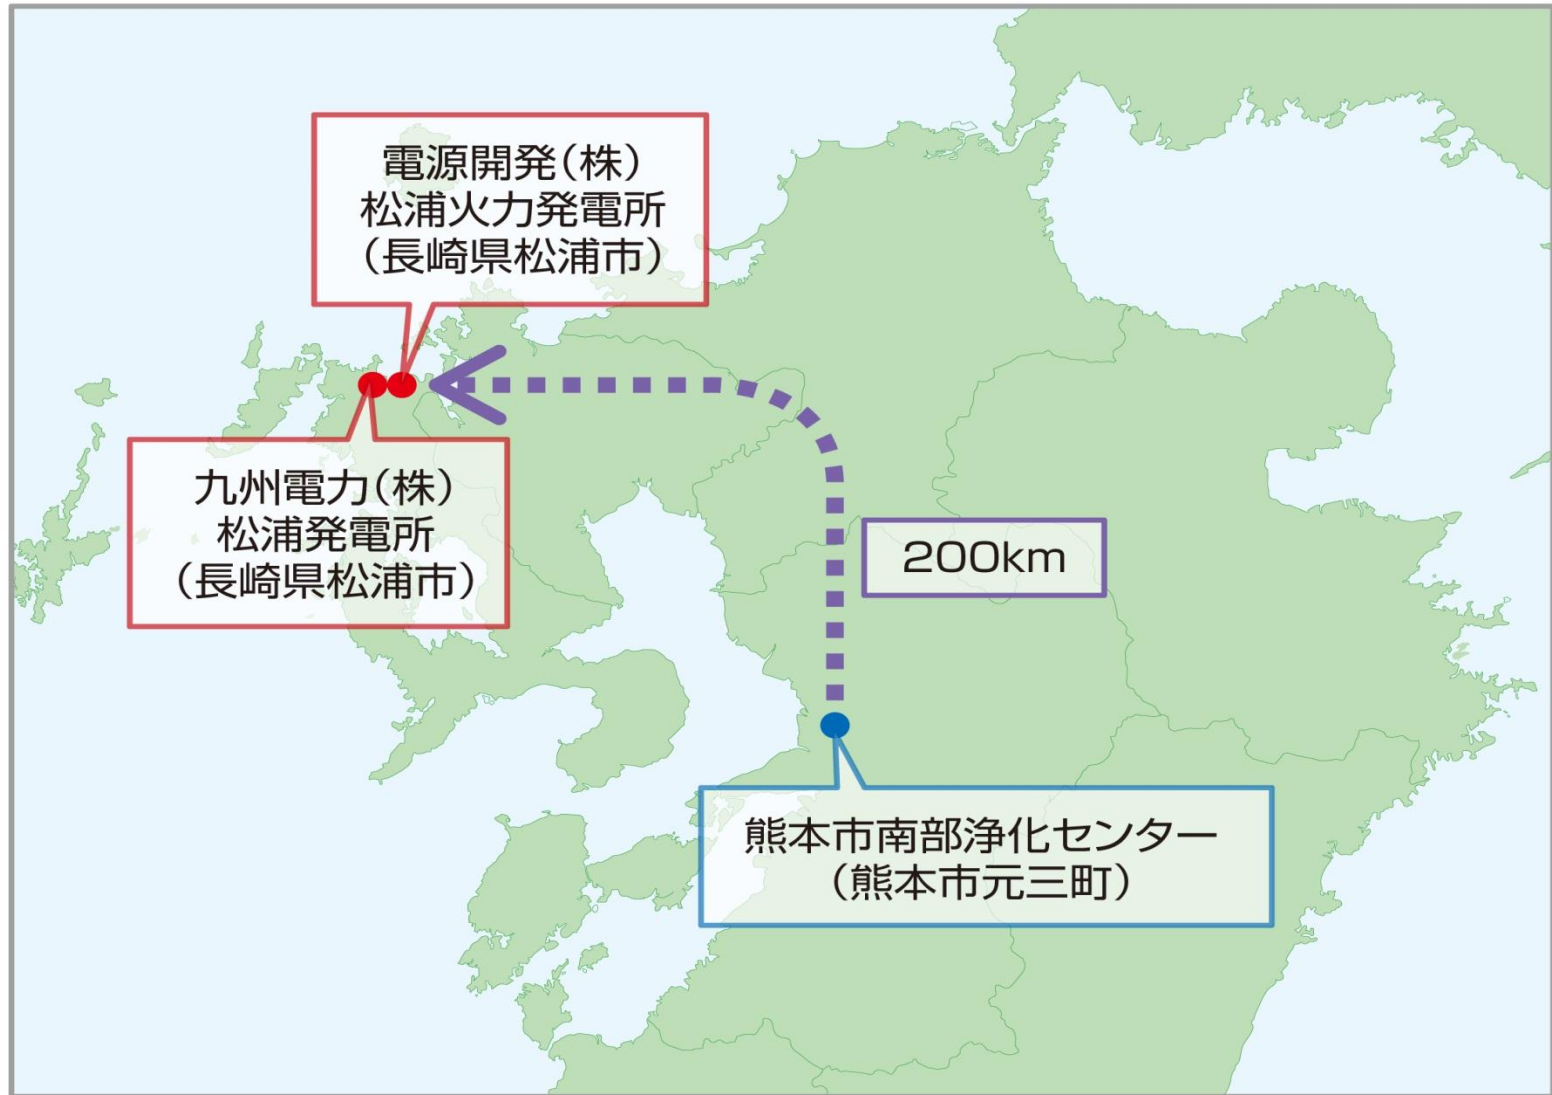 電源開発（株）
松浦火力発電所
（長崎県松浦市）
九州電力（株）
松浦発電所
（長崎県松浦市）
200km
熊本市南部浄化センター
（熊本市元三町）